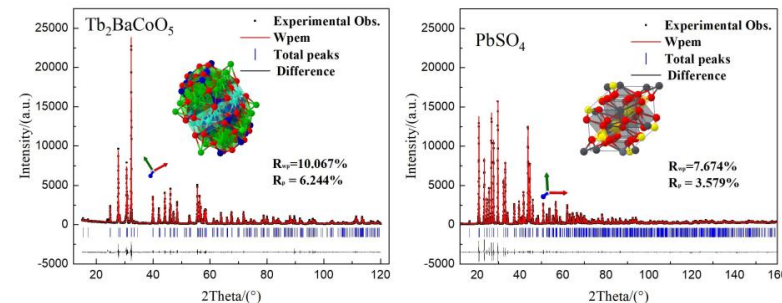 Tb₂BaCoO₅
Experimental Obs.
Wpem
Total peaks
Difference
Rwp=10.067%
Rp = 6.244%
25000
20000
15000
10000
5000
0
-5000
Intensity/(a.u.)
20 40 60 80 100 120
2Theta/(°)
PbSO₄
Experimental Obs.
Wpem
Total peaks
Difference
Rwp=7.674%
Rp = 3.579%
25000
20000
15000
10000
5000
0
-5000
Intensity/(a.u.)
20 40 60 80 100 120 140 160
2Theta/(°)